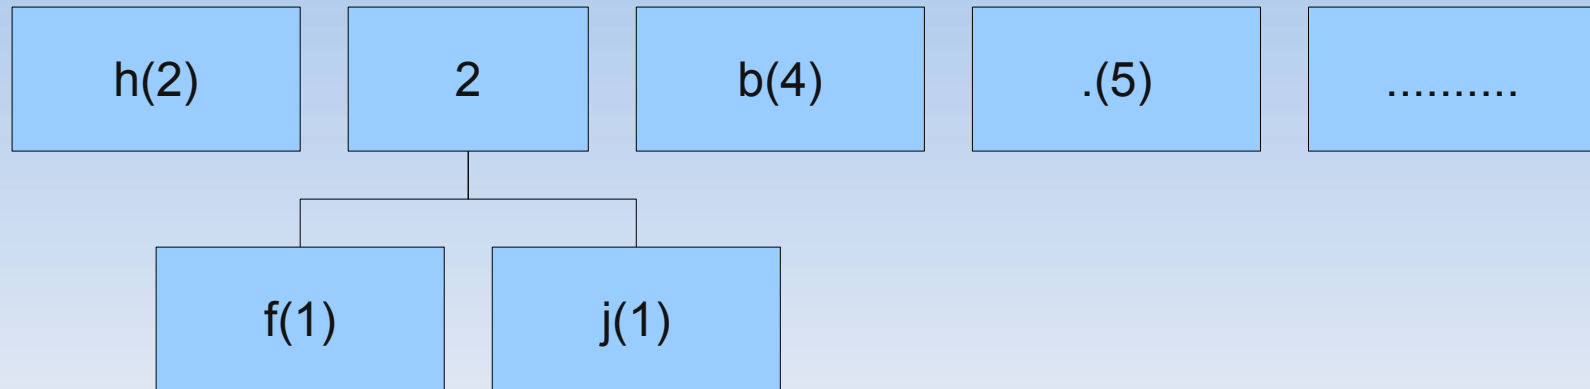 h(2) 2 b(4) .(5) ..........
f(1) j(1)